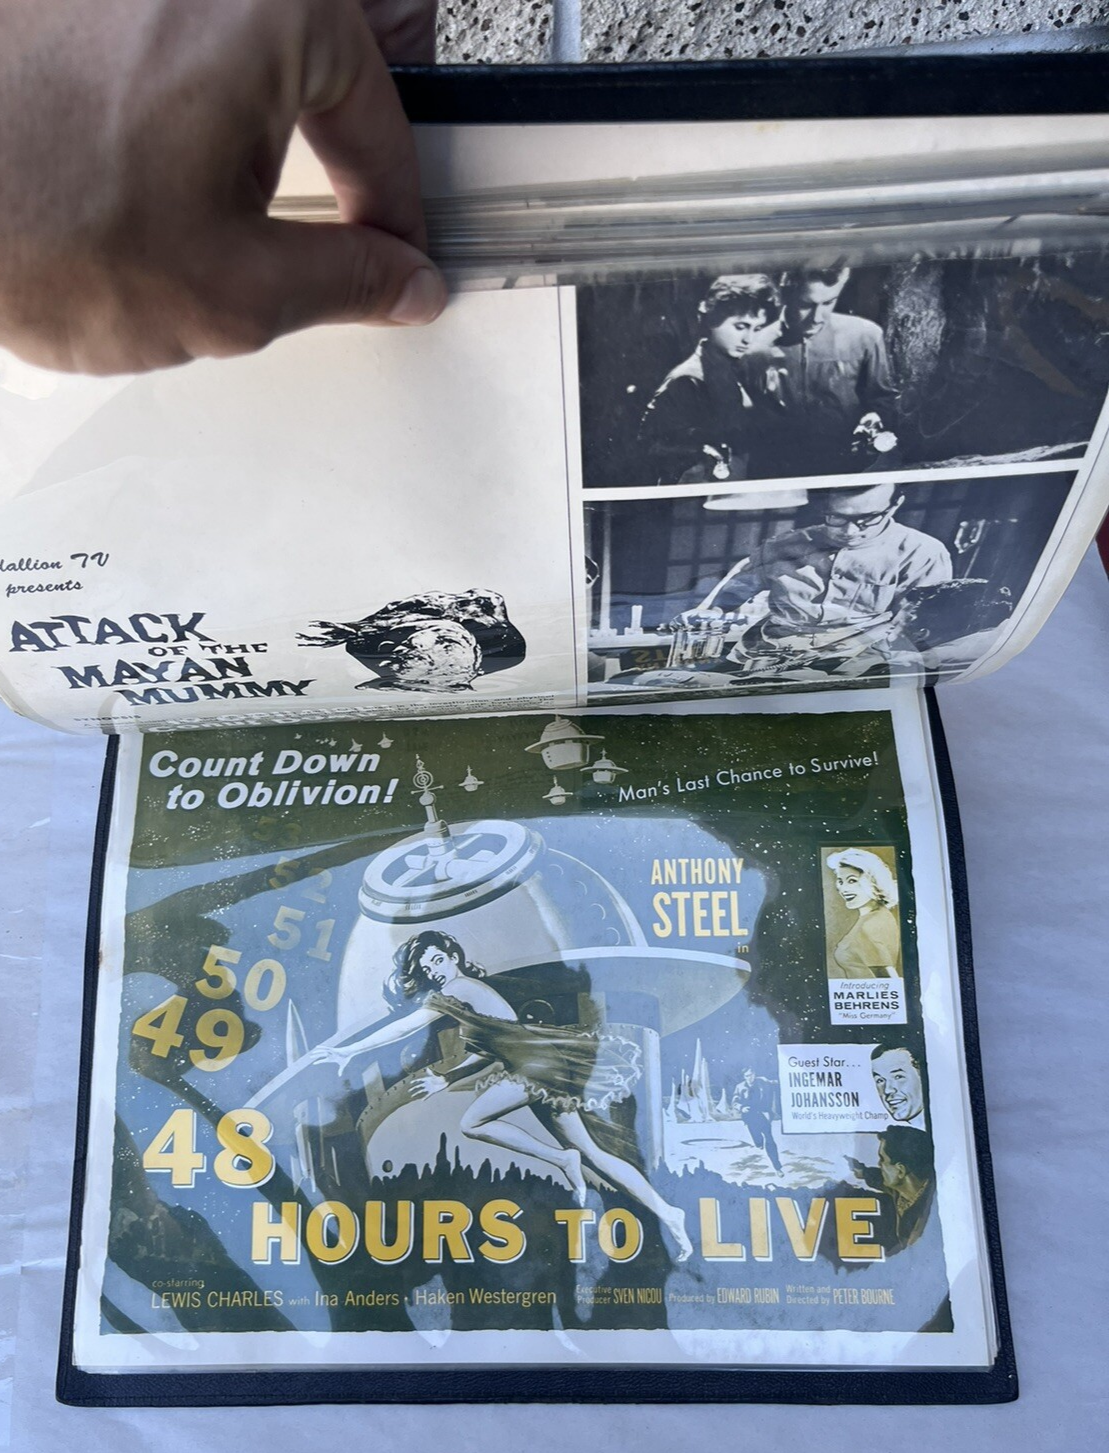 presents
ATTACK
OF THE
MAYAN
MUMMY
SYNOPSIS
Count Down
to Oblivion!
Man's Last Chance to Survive!
53
52
51
50
49
48
HOURS TO LIVE
ANTHONY
STEEL
in
Introducing
MARLIES
BEHRENS
"Miss Germany"
Guest Star...
INGEMAR
JOHANSSON
World's Heavyweight Champ
co-starring
LEWIS CHARLES with Ina Anders • Haken Westergren
Executive
Producer SVEN NICOU Produced by EDWARD RUBIN
Written and
Directed by PETER BOURNE